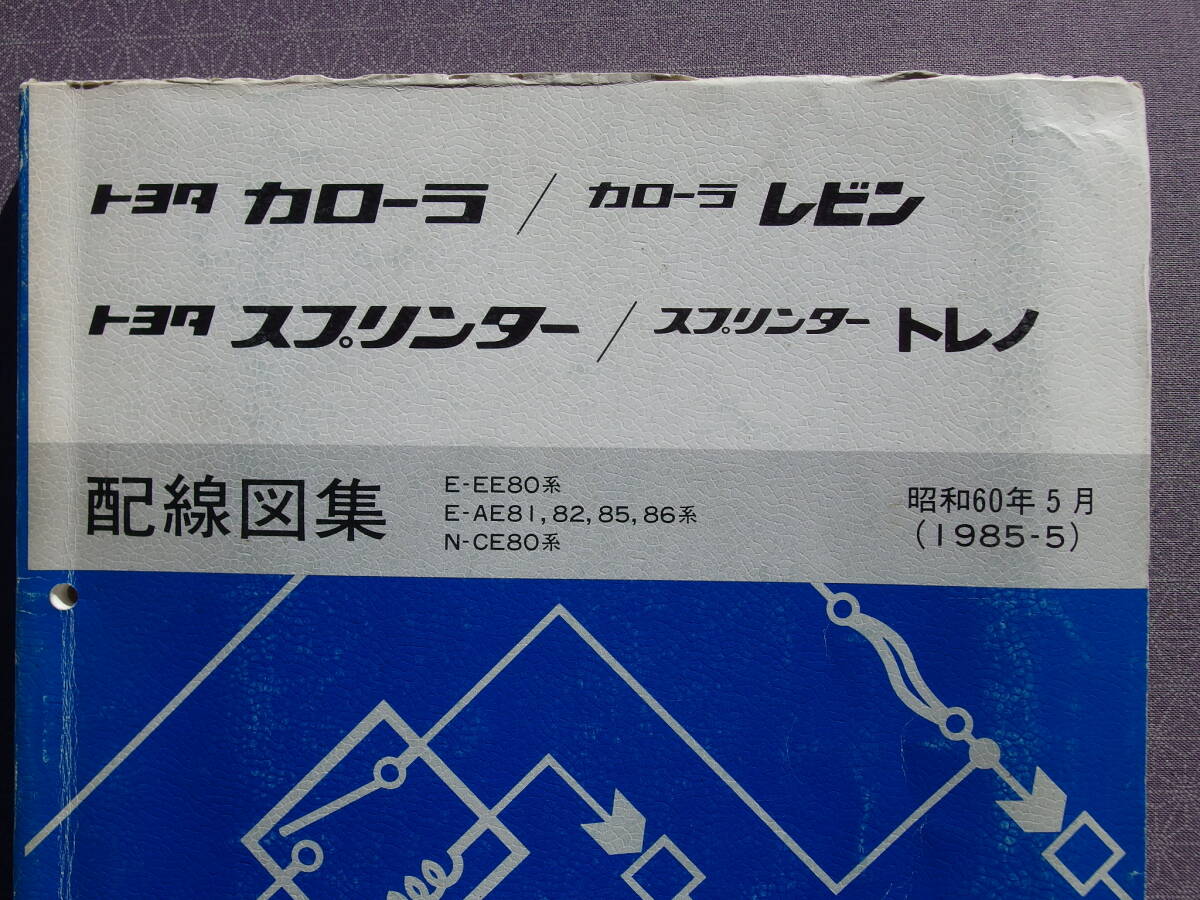 トヨタ カローラ / カローラ レビン
トヨタ スプリンター / スプリンター トレノ
配線図集
E-EE80系
E-AE81, 82, 85, 86系
N-CE80系
昭和60年5月
(1985-5)